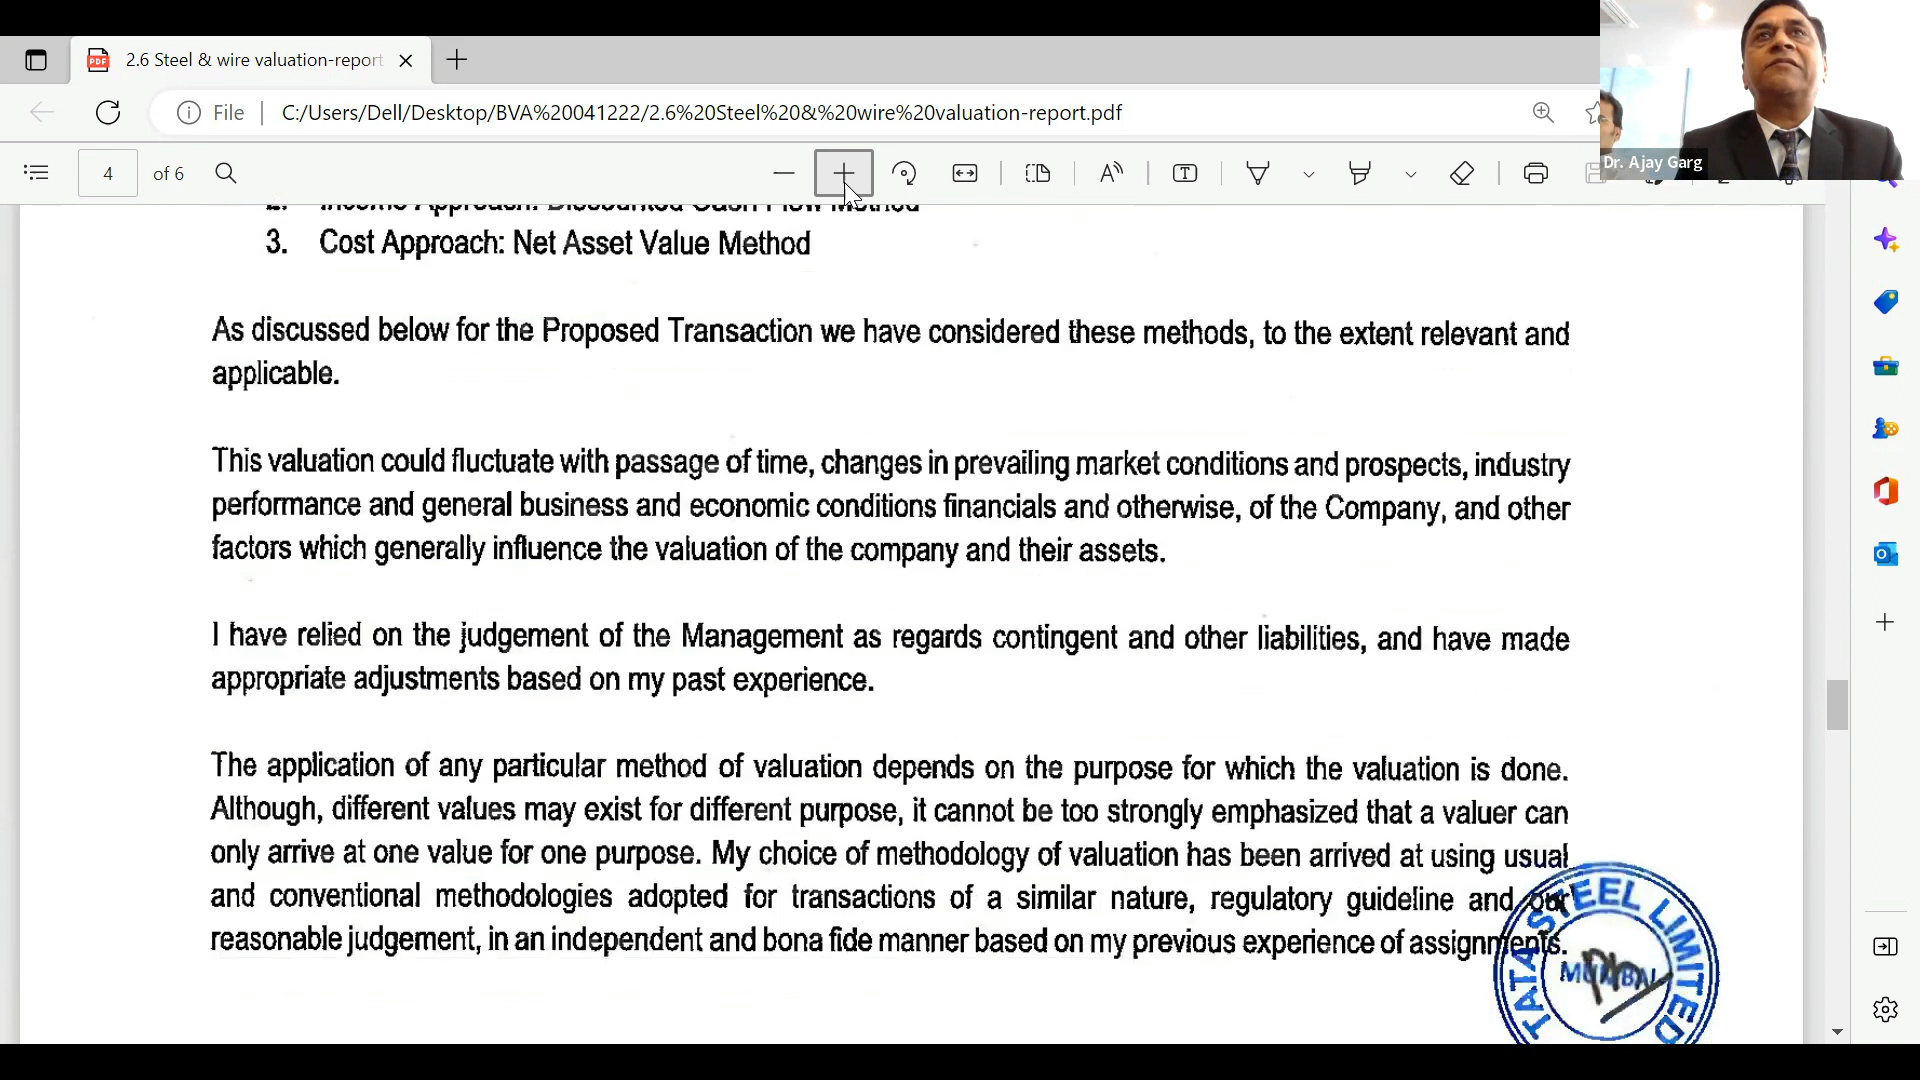 2.6 Steel & wire valuation-report
File
C:/Users/Dell/Desktop/BVA%20041222/2.6%20Steel%20&%20wire%20valuation-report.pdf
Dr. Ajay Garg
4 of 6
2. Income Approach: Discounted Cash Flow Method
3. Cost Approach: Net Asset Value Method
As discussed below for the Proposed Transaction we have considered these methods, to the extent relevant and
applicable.
This valuation could fluctuate with passage of time, changes in prevailing market conditions and prospects, industry
performance and general business and economic conditions financials and otherwise, of the Company, and other
factors which generally influence the valuation of the company and their assets.
I have relied on the judgement of the Management as regards contingent and other liabilities, and have made
appropriate adjustments based on my past experience.
The application of any particular method of valuation depends on the purpose for which the valuation is done.
Although, different values may exist for different purpose, it cannot be too strongly emphasized that a valuer can
only arrive at one value for one purpose. My choice of methodology of valuation has been arrived at using usual
and conventional methodologies adopted for transactions of a similar nature, regulatory guideline and our
reasonable judgement, in an independent and bona fide manner based on my previous experience of assignments.
TATA STEEL LIMITED
MUMBAI